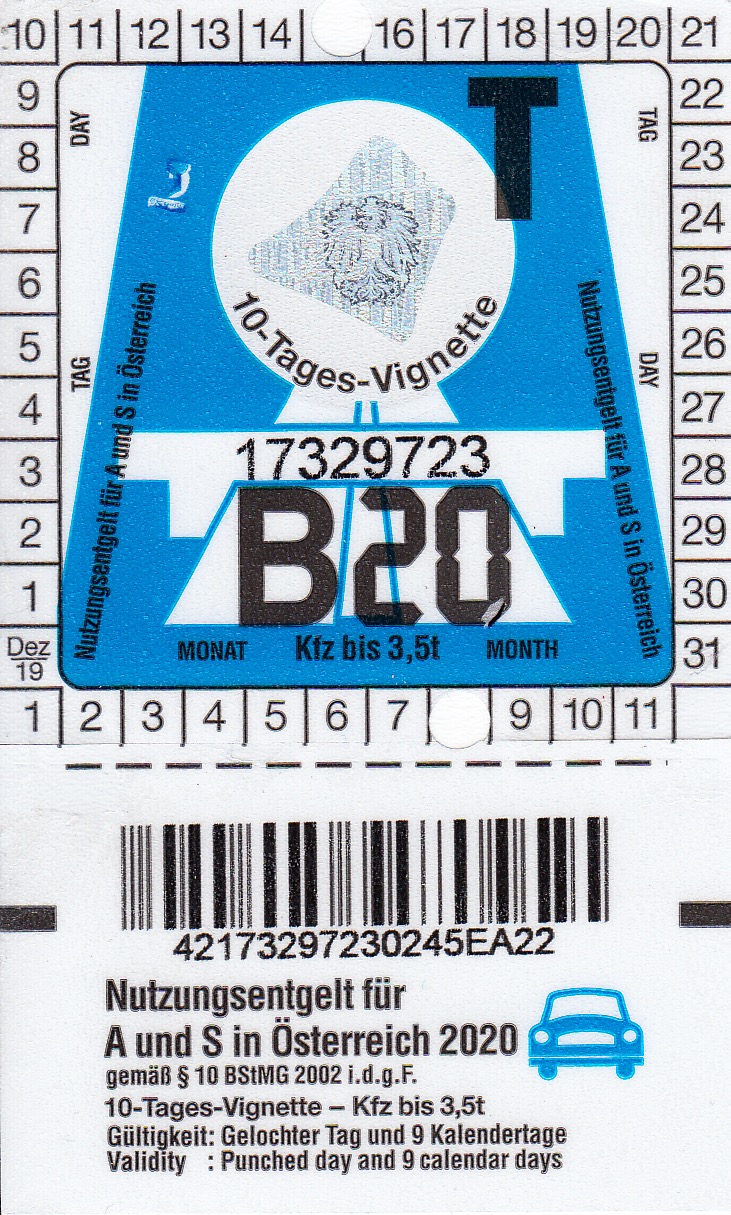 10 11 12 13 14 16 17 18 19 20 21
9
8
7
6
5
4
3
2
1
Dez
19
22
23
24
25
26
27
28
29
30
31
DAY
TAG
TAG
DAY
T
10-Tages-Vignette
Nutzungsentgelt für A und S in Österreich
Nutzungsentgelt für A und S in Österreich
17329723
B20
MONAT Kfz bis 3,5t MONTH
1 2 3 4 5 6 7 9 10 11
42173297230245EA22
Nutzungsentgelt für
A und S in Österreich 2020
gemäß § 10 BStMG 2002 i.d.g.F.
10-Tages-Vignette – Kfz bis 3,5t
Gültigkeit: Gelochter Tag und 9 Kalendertage
Validity : Punched day and 9 calendar days